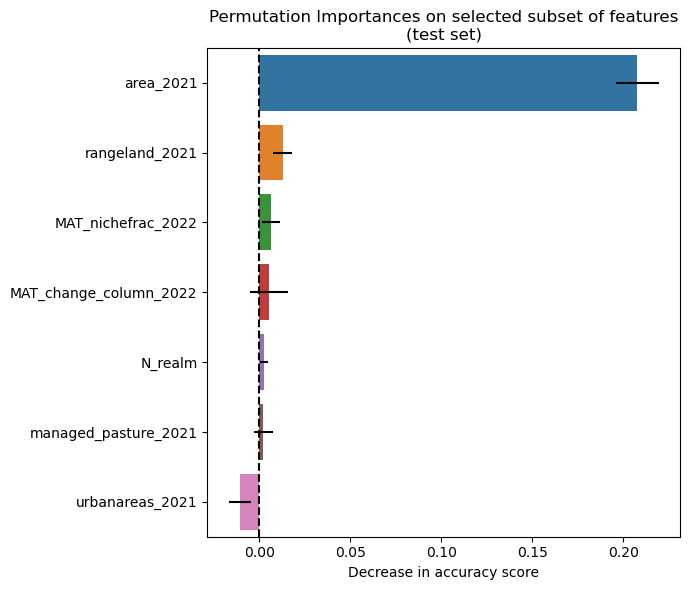 Permutation Importances on selected subset of features
(test set)
area_2021
rangeland_2021
MAT_nichefrac_2022
MAT_change_column_2022
N_realm
managed_pasture_2021
urbanareas_2021
0.00 0.05 0.10 0.15 0.20
Decrease in accuracy score